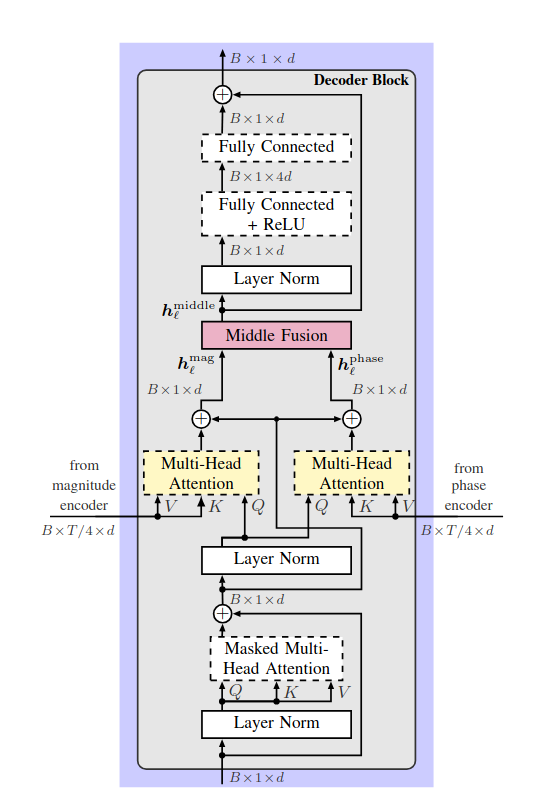 B × 1 × d
Decoder Block
+
B×1×d
Fully Connected
B×1×4d
Fully Connected
+ ReLU
B×1×d
Layer Norm
h_ℓ^middle
Middle Fusion
h_ℓ^mag
h_ℓ^phase
B×1×d
B×1×d
+
+
from
magnitude
encoder
B×T/4×d
Multi-Head
Attention
V
K
Q
Multi-Head
Attention
Q
K
V
from
phase
encoder
B×T/4×d
Layer Norm
B×1×d
+
Masked Multi-
Head Attention
Q
K
V
Layer Norm
B×1×d